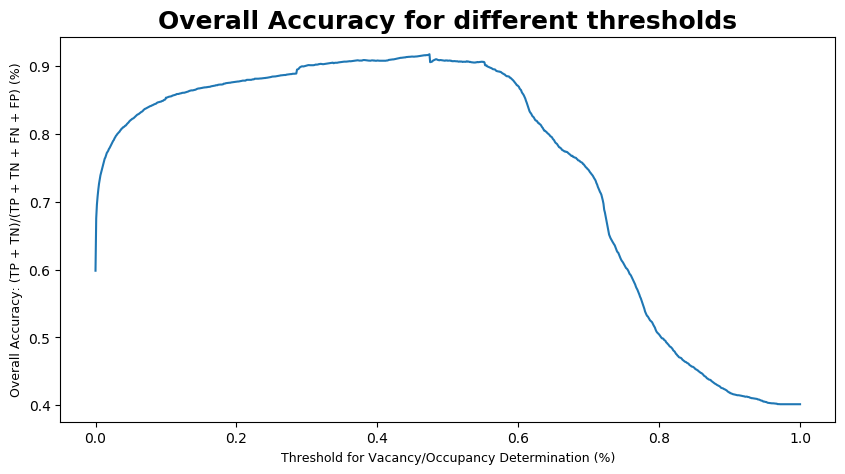 Overall Accuracy for different thresholds
Overall Accuracy: (TP + TN)/(TP + TN + FN + FP) (%)
0.9
0.8
0.7
0.6
0.5
0.4
0.0 0.2 0.4 0.6 0.8 1.0
Threshold for Vacancy/Occupancy Determination (%)